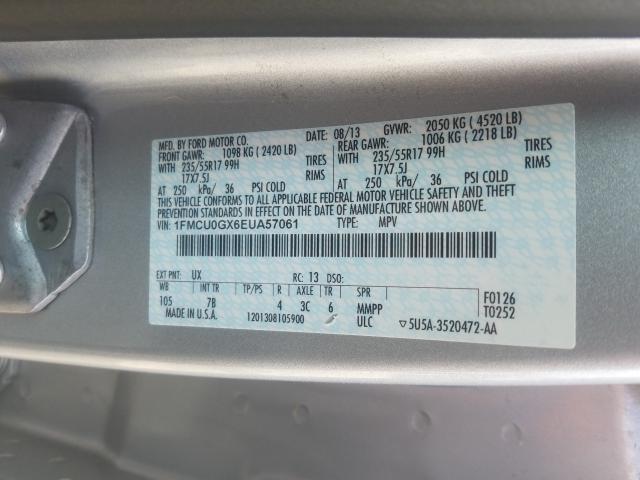 MFD. BY FORD MOTOR CO.
DATE: 08/13 GVWR: 2050 KG ( 4520 LB)
FRONT GAWR: 1098 KG ( 2420 LB) REAR GAWR: 1006 KG ( 2218 LB)
WITH 235/55R17 99H TIRES WITH 235/55R17 99H TIRES
17X7.5J RIMS 17X7.5J RIMS
AT 250 kPa/ 36 PSI COLD AT 250 kPa/ 36 PSI COLD
THIS VEHICLE CONFORMS TO ALL APPLICABLE FEDERAL MOTOR VEHICLE SAFETY AND THEFT
PREVENTION STANDARDS IN EFFECT ON THE DATE OF MANUFACTURE SHOWN ABOVE.
VIN: 1FMCU0GX6EUA57061 TYPE: MPV
EXT PNT: UX RC: 13 DSO:
WB INT TR TP/PS R AXLE TR SPR
105 7B 4 3C 6 MMPP F0126
MADE IN U.S.A. 1201308105900 ULC T0252
▽5U5A-3520472-AA